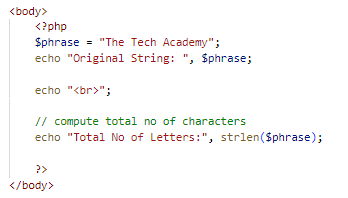 <body>
<?php
$phrase = "The Tech Academy";
echo "Original String: ", $phrase;
echo "<br>";
// compute total no of characters
echo "Total No of Letters:", strlen($phrase);
?>
</body>